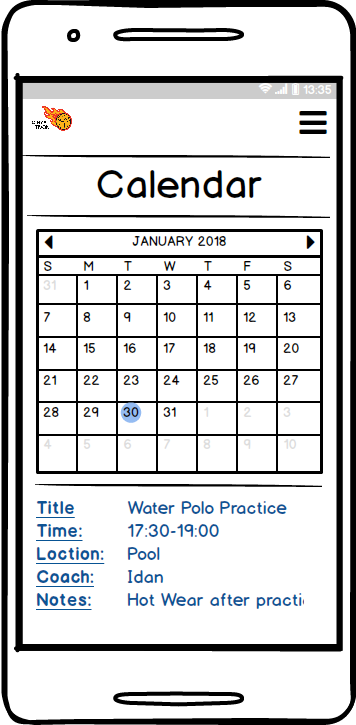 13:35
Calendar
JANUARY 2018
S M T W T F S
31 1 2 3 4 5 6
7 8 9 10 11 12 13
14 15 16 17 18 19 20
21 22 23 24 25 26 27
28 29 30 31 1 2 3
4 5 6 7 8 9 10
Title Water Polo Practice
Time: 17:30-19:00
Loction: Pool
Coach: Idan
Notes: Hot Wear after practi